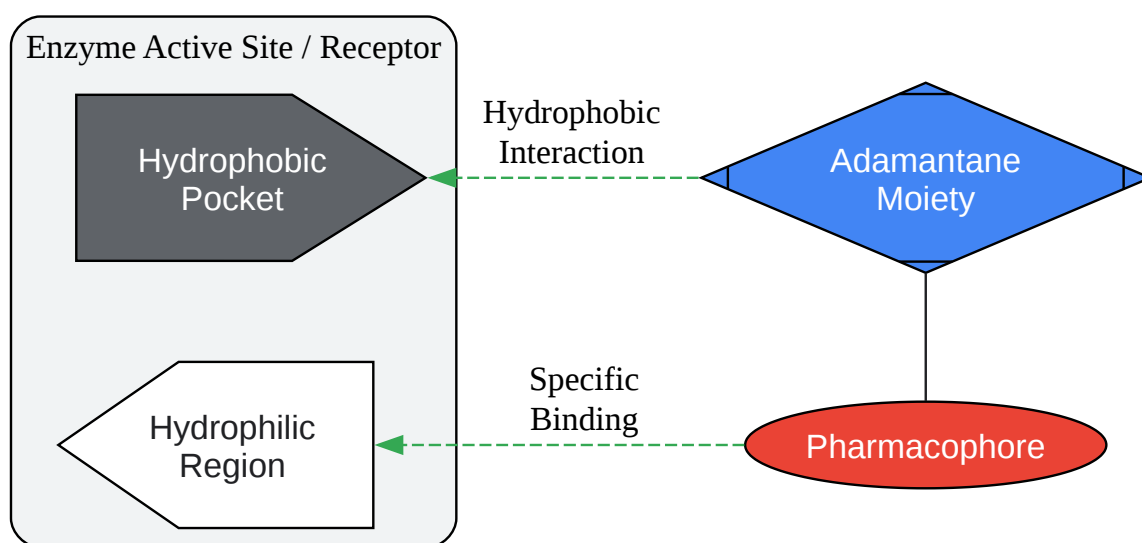 Enzyme Active Site / Receptor
Hydrophobic
Pocket
Hydrophobic
Interaction
Adamantane
Moiety
Hydrophilic
Region
Specific
Binding
Pharmacophore